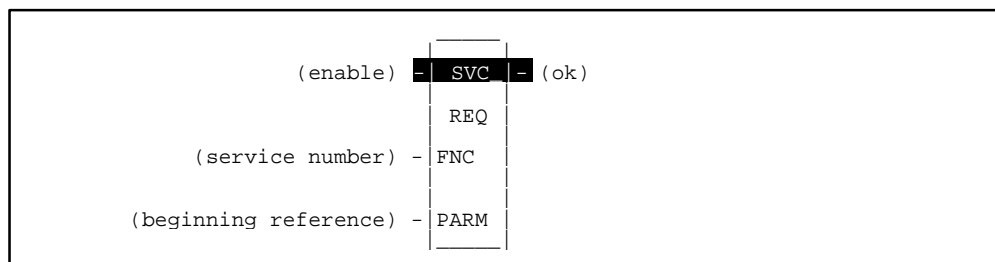 (enable) -| SVC_|- (ok)
REQ
(service number) -|FNC
(beginning reference) -|PARM